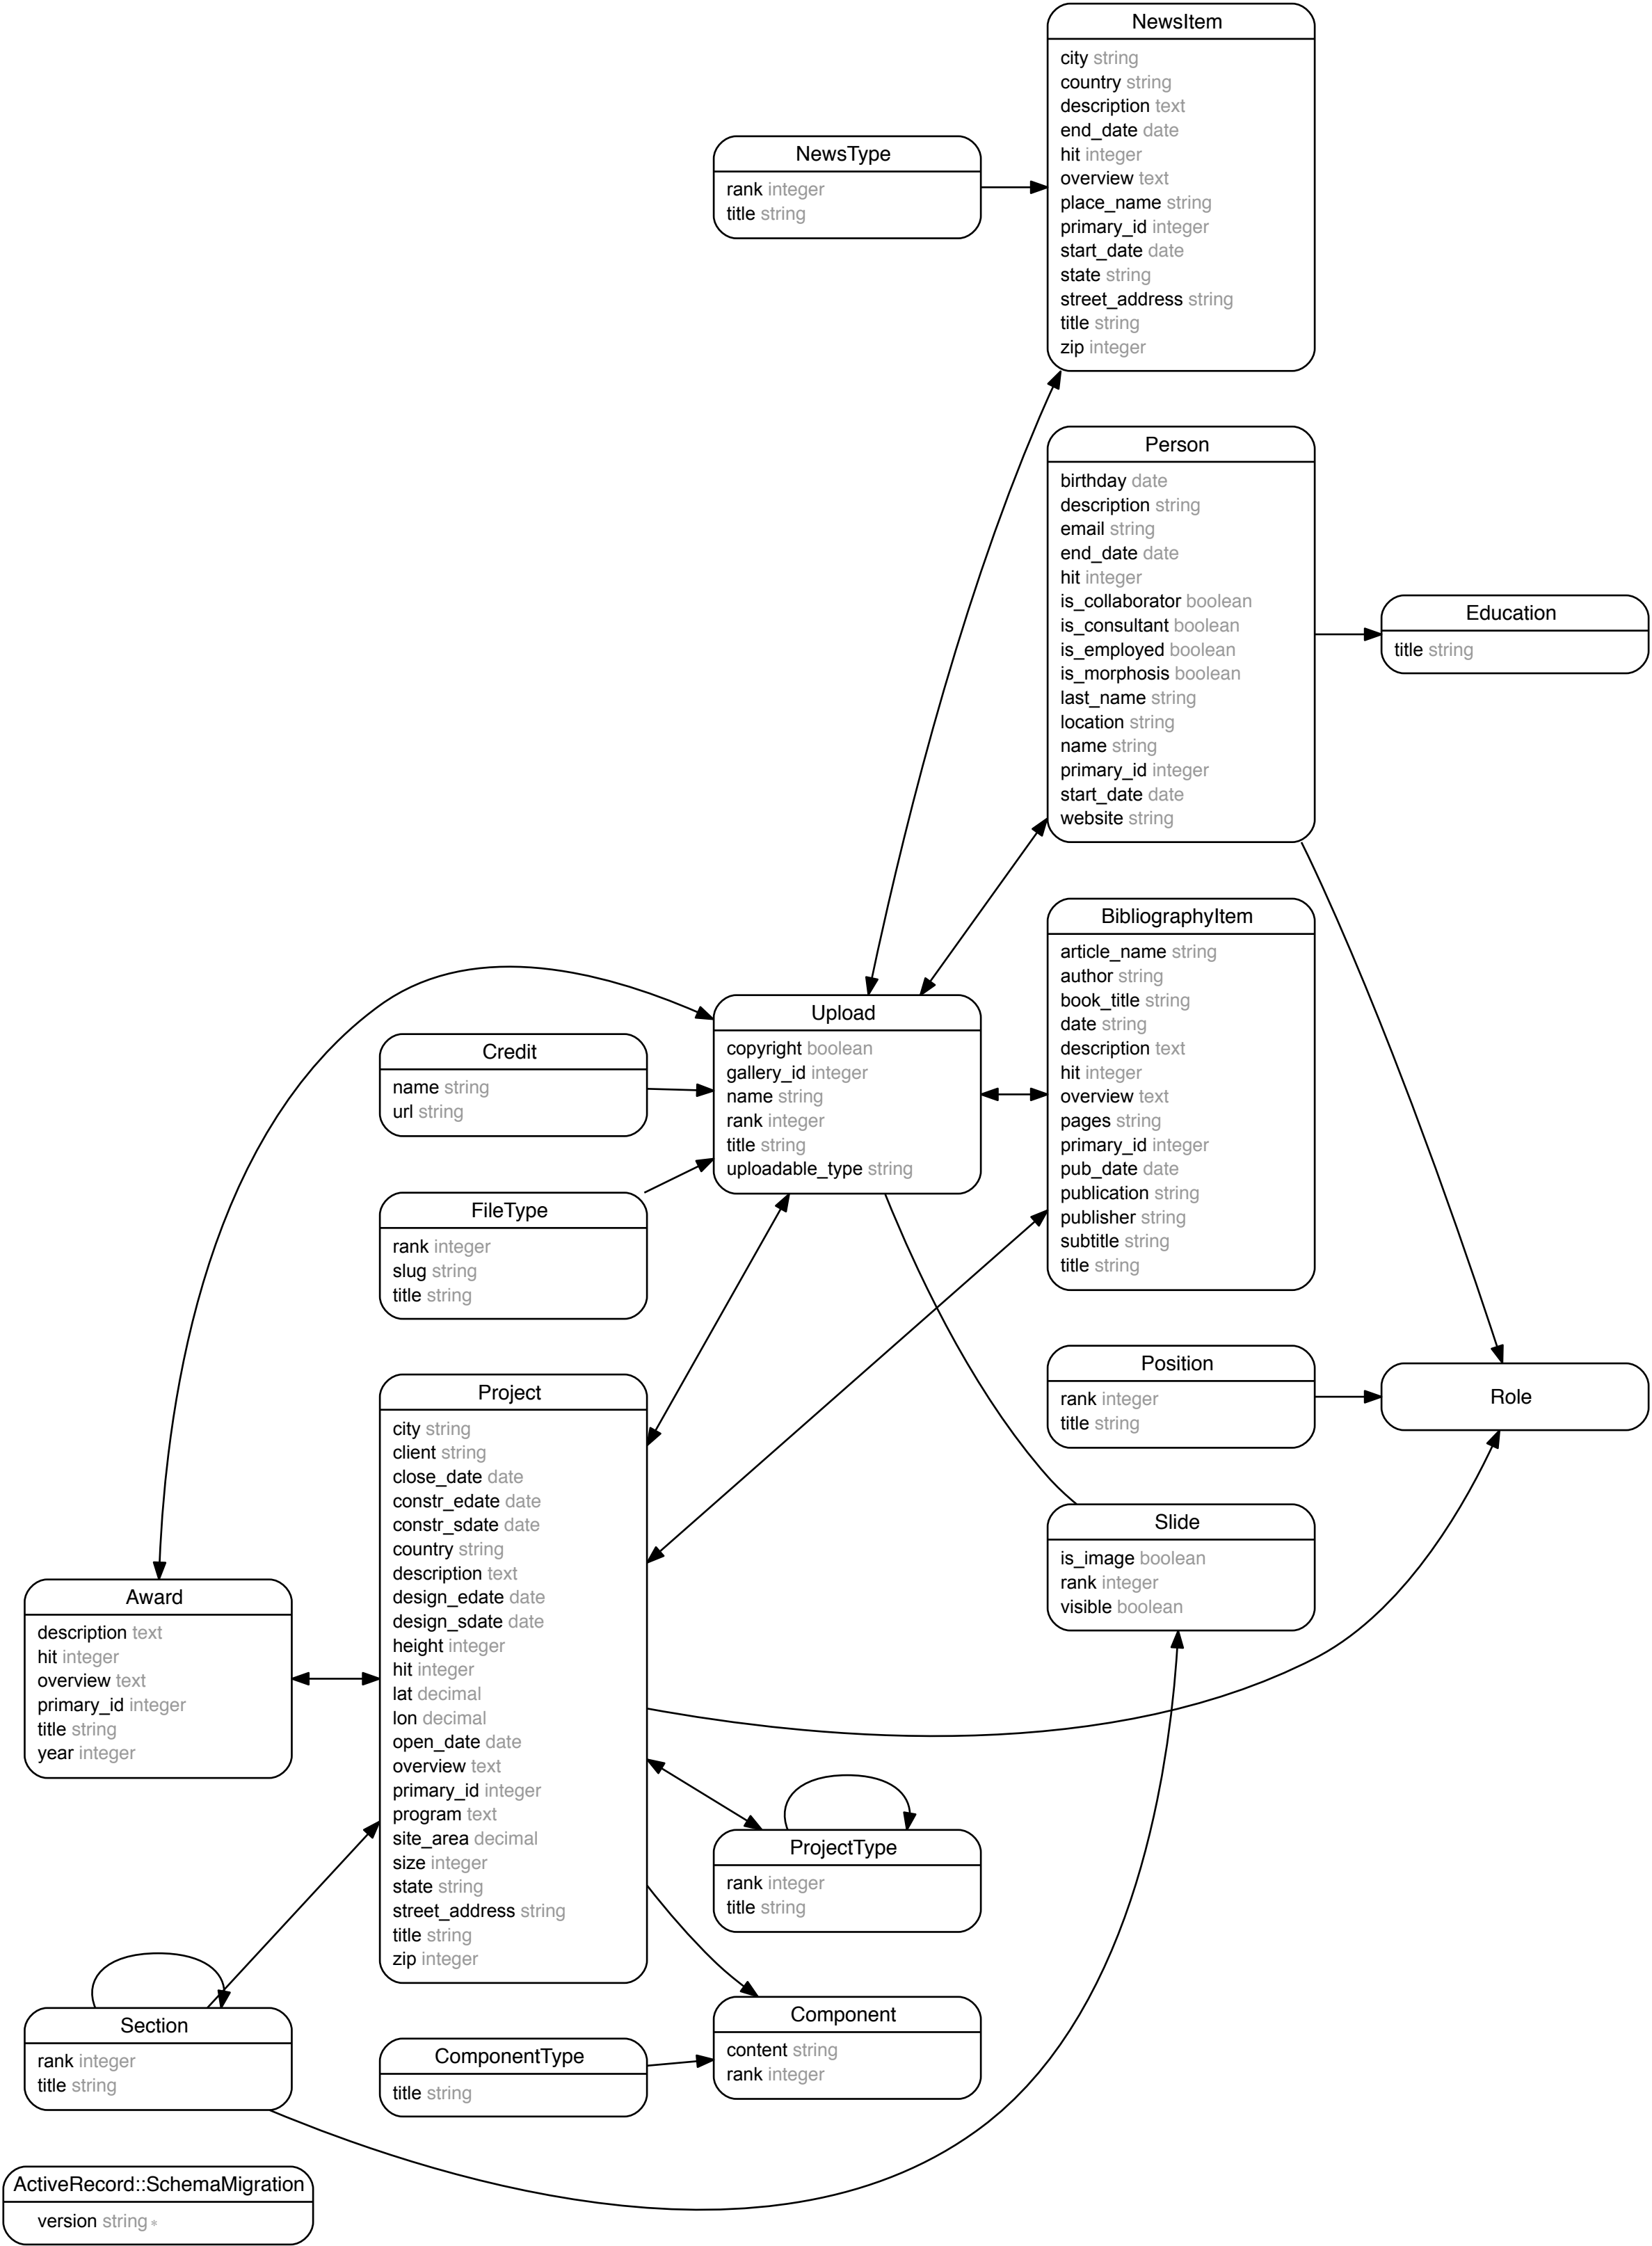 NewsItem
city string
country string
description text
end_date date
hit integer
overview text
place_name string
primary_id integer
start_date date
state string
street_address string
title string
zip integer
NewsType
rank integer
title string
Person
birthday date
description string
email string
end_date date
hit integer
is_collaborator boolean
is_consultant boolean
is_employed boolean
is_morphosis boolean
last_name string
location string
name string
primary_id integer
start_date date
website string
Education
title string
BibliographyItem
article_name string
author string
book_title string
date string
description text
hit integer
overview text
pages string
primary_id integer
pub_date date
publication string
publisher string
subtitle string
title string
Upload
copyright boolean
gallery_id integer
name string
rank integer
title string
uploadable_type string
Credit
name string
url string
FileType
rank integer
slug string
title string
Position
rank integer
title string
Role
Project
city string
client string
close_date date
constr_edate date
constr_sdate date
country string
description text
design_edate date
design_sdate date
height integer
hit integer
lat decimal
lon decimal
open_date date
overview text
primary_id integer
program text
site_area decimal
size integer
state string
street_address string
title string
zip integer
Slide
is_image boolean
rank integer
visible boolean
Award
description text
hit integer
overview text
primary_id integer
title string
year integer
ProjectType
rank integer
title string
Section
rank integer
title string
Component
content string
rank integer
ComponentType
title string
ActiveRecord::SchemaMigration
version string *